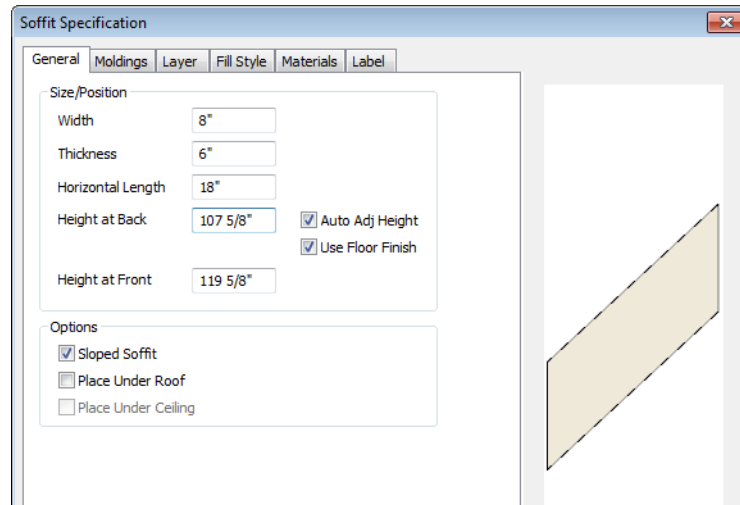 Soffit Specification
General Moldings Layer Fill Style Materials Label
Size/Position
Width 8"
Thickness 6"
Horizontal Length 18"
Height at Back 107 5/8" Auto Adj Height
Use Floor Finish
Height at Front 119 5/8"
Options
Sloped Soffit
Place Under Roof
Place Under Ceiling